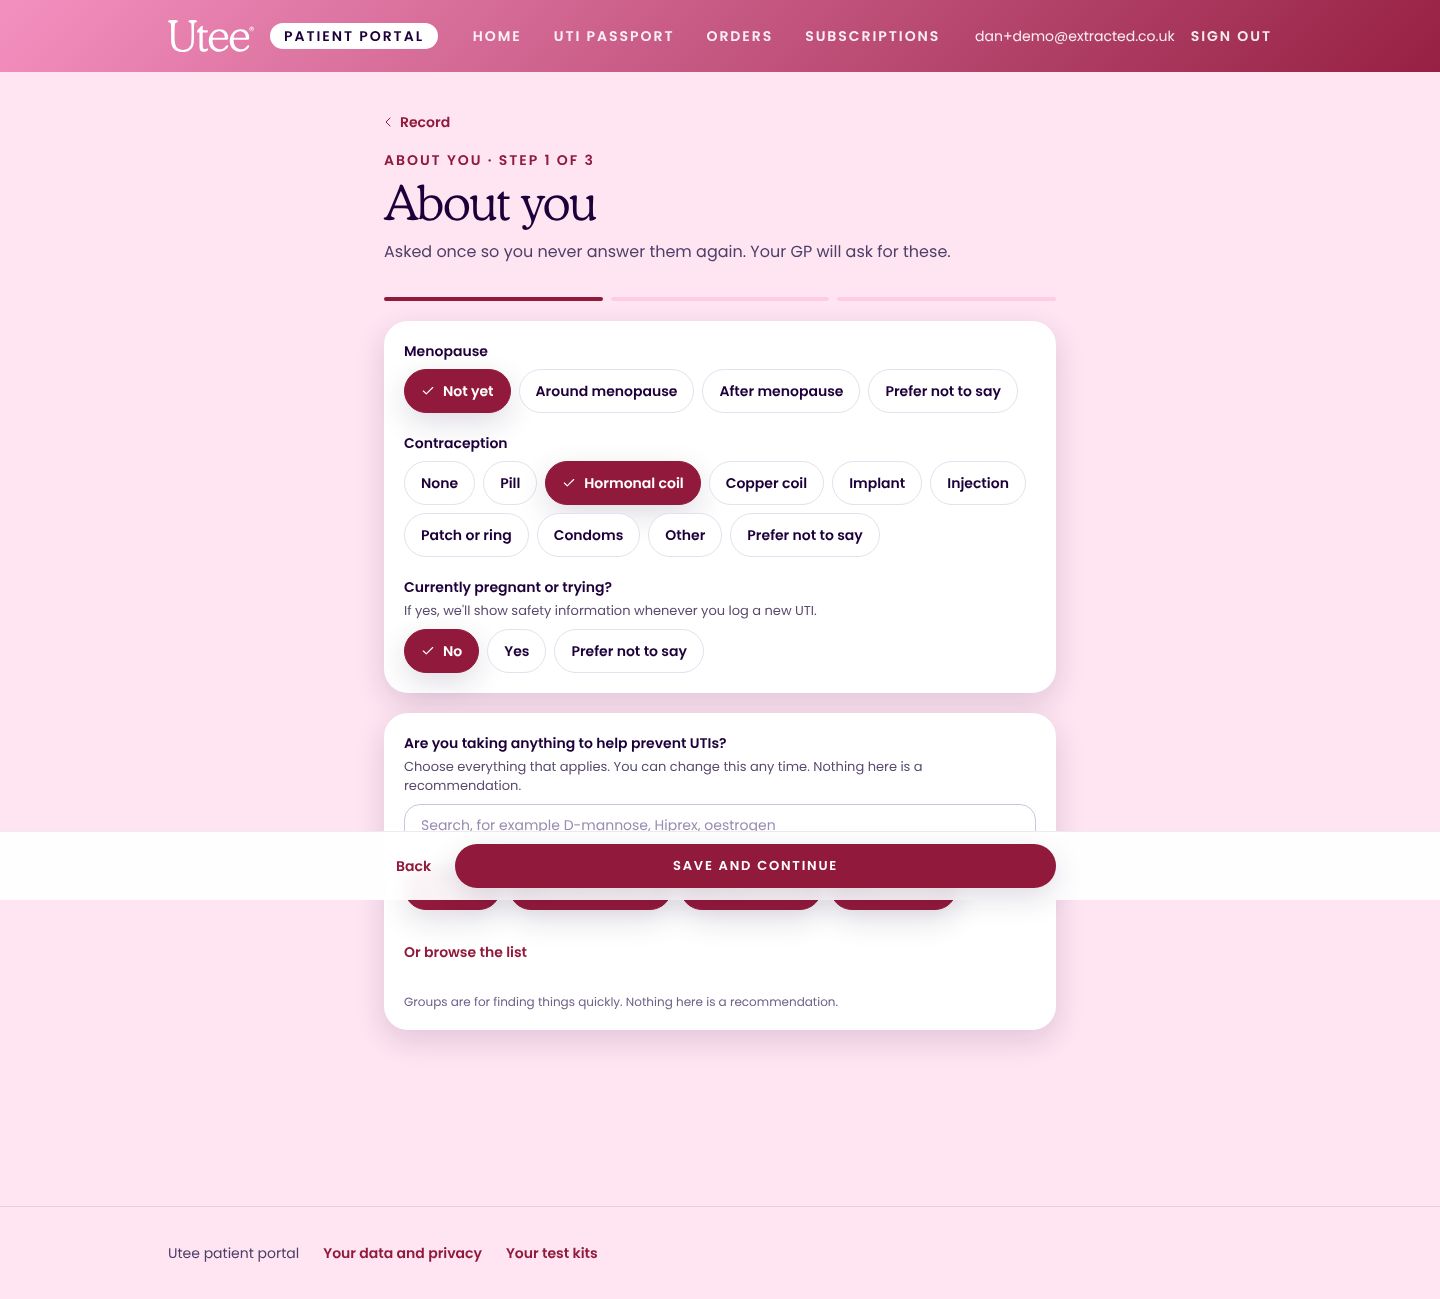 Utee®
PATIENT PORTAL
HOME
UTI PASSPORT
ORDERS
SUBSCRIPTIONS
dan+demo@extracted.co.uk
SIGN OUT
Record
ABOUT YOU · STEP 1 OF 3
About you
Asked once so you never answer them again. Your GP will ask for these.
Menopause
Not yet
Around menopause
After menopause
Prefer not to say
Contraception
None
Pill
Hormonal coil
Copper coil
Implant
Injection
Patch or ring
Condoms
Other
Prefer not to say
Currently pregnant or trying?
If yes, we'll show safety information whenever you log a new UTI.
No
Yes
Prefer not to say
Are you taking anything to help prevent UTIs?
Choose everything that applies. You can change this any time. Nothing here is a
recommendation.
Search, for example D-mannose, Hiprex, oestrogen
Back
SAVE AND CONTINUE
Or browse the list
Groups are for finding things quickly. Nothing here is a recommendation.
Utee patient portal
Your data and privacy
Your test kits